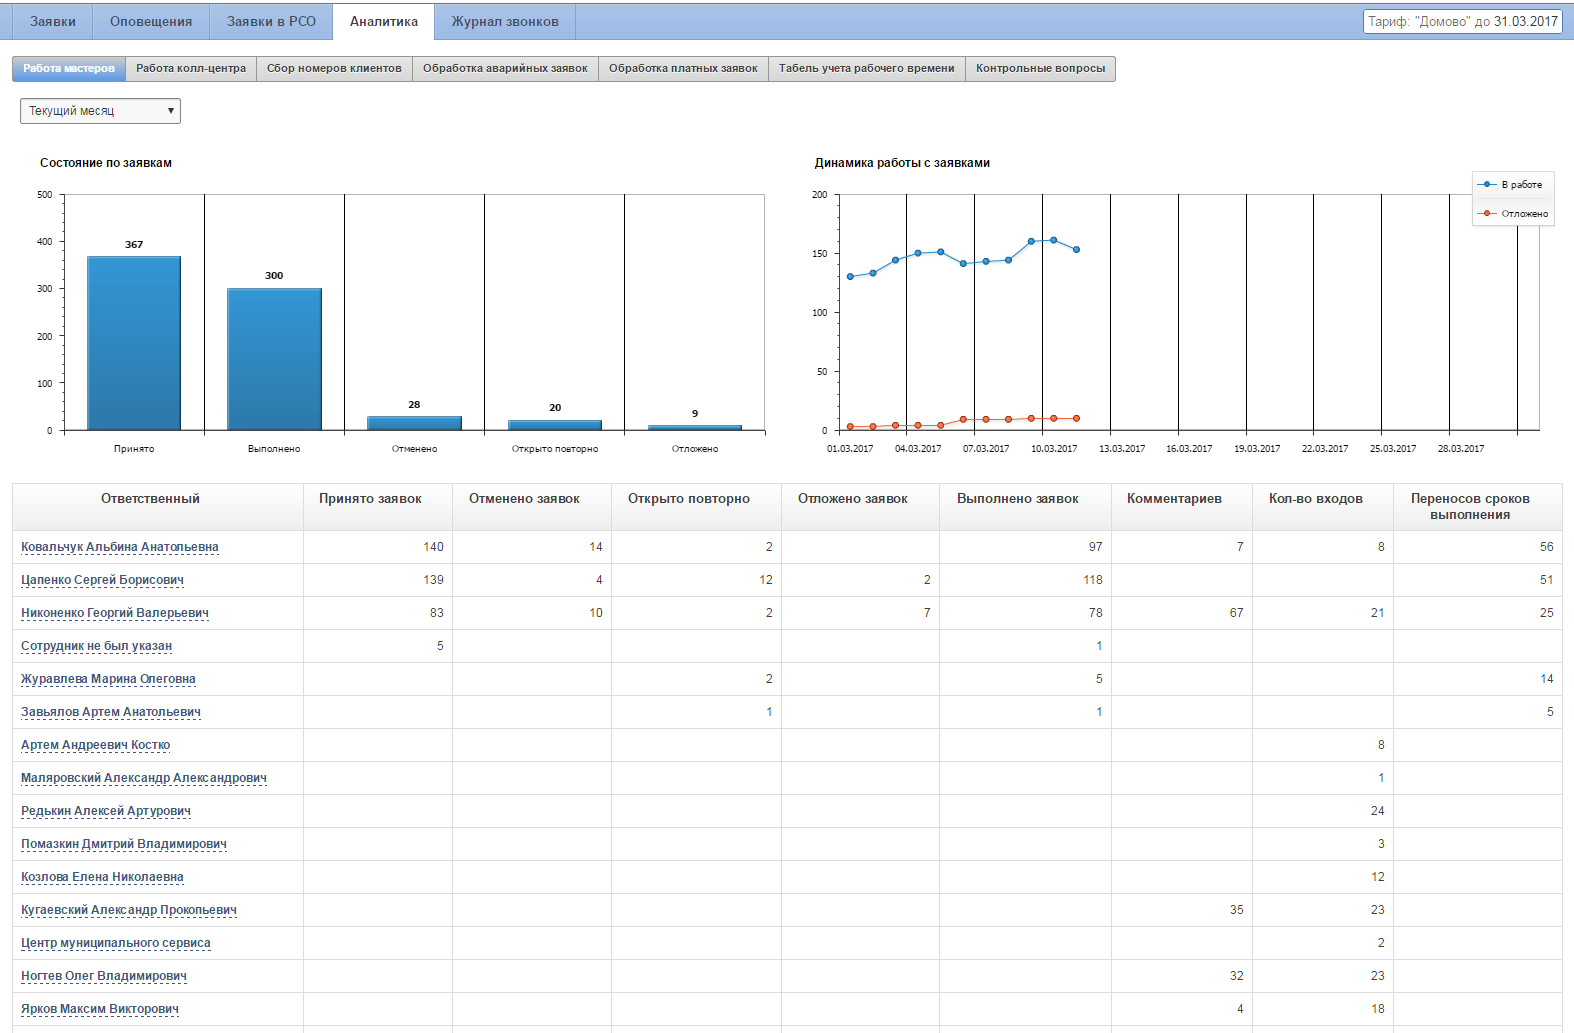 Заявки Оповещения Заявки в РСО Аналитика Журнал звонков Тариф: "Домово" до 31.03.2017
Работа мастеров Работа колл-центра Сбор номеров клиентов Обработка аварийных заявок Обработка платных заявок Табель учета рабочего времени Контрольные вопросы
Текущий месяц
Состояние по заявкам
500
400
300
200
100
0
367
300
28
20
9
Принято Выполнено Отменено Открыто повторно Отложено
Динамика работы с заявками
В работе
Отложено
200
150
100
50
0
01.03.2017 04.03.2017 07.03.2017 10.03.2017 13.03.2017 16.03.2017 19.03.2017 22.03.2017 25.03.2017 28.03.2017
Ответственный Принято заявок Отменено заявок Открыто повторно Отложено заявок Выполнено заявок Комментариев Кол-во входов Переносов сроков
выполнения
Ковальчук Альбина Анатольевна 140 14 2 97 7 8 56
Цапенко Сергей Борисович 139 4 12 2 118 51
Никоненко Георгий Валерьевич 83 10 2 7 78 67 21 25
Сотрудник не был указан 5 1
Журавлева Марина Олеговна 2 5 14
Завьялов Артем Анатольевич 1 1 5
Артем Андреевич Костко 8
Маляровский Александр Александрович 1
Редькин Алексей Артурович 24
Помазкин Дмитрий Владимирович 3
Козлова Елена Николаевна 12
Кугаевский Александр Прокопьевич 35 23
Центр муниципального сервиса 2
Ногтев Олег Владимирович 32 23
Ярков Максим Викторович 4 18